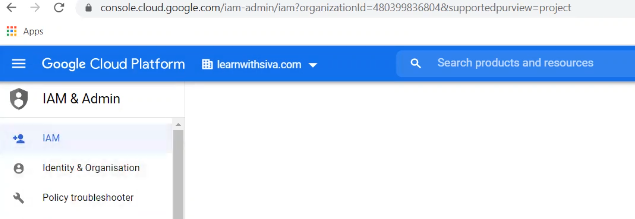 console.cloud.google.com/iam-admin/iam?organizationId=480399836804&supportedpurview=project
Apps
Google Cloud Platform
learnwithsiva.com
Search products and resources
IAM & Admin
IAM
Identity & Organisation
Policy troubleshooter